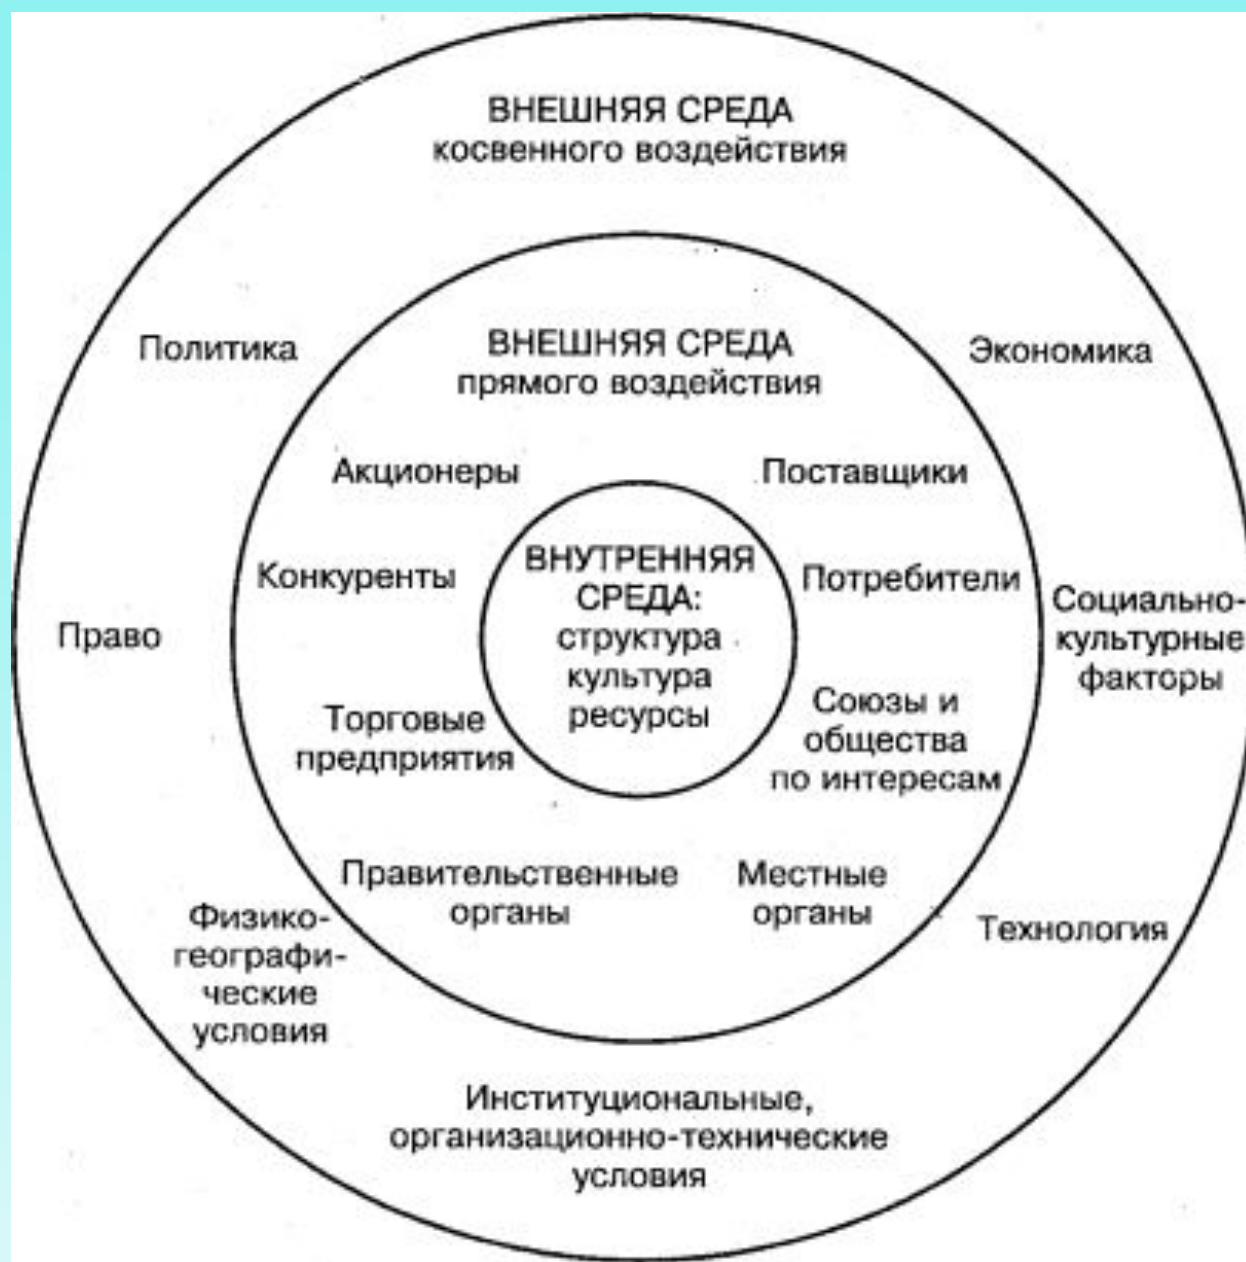 ВНЕШНЯЯ СРЕДА
косвенного воздействия
Политика
Экономика
ВНЕШНЯЯ СРЕДА
прямого воздействия
Акционеры
Поставщики
Конкуренты
Потребители
ВНУТРЕННЯЯ
СРЕДА:
структура
культура
ресурсы
Право
Социально-
культурные
факторы
Торговые
предприятия
Союзы и
общества
по интересам
Правительственные
органы
Местные
органы
Физико-
географи-
ческие
условия
Технология
Институциональные,
организационно-технические
условия